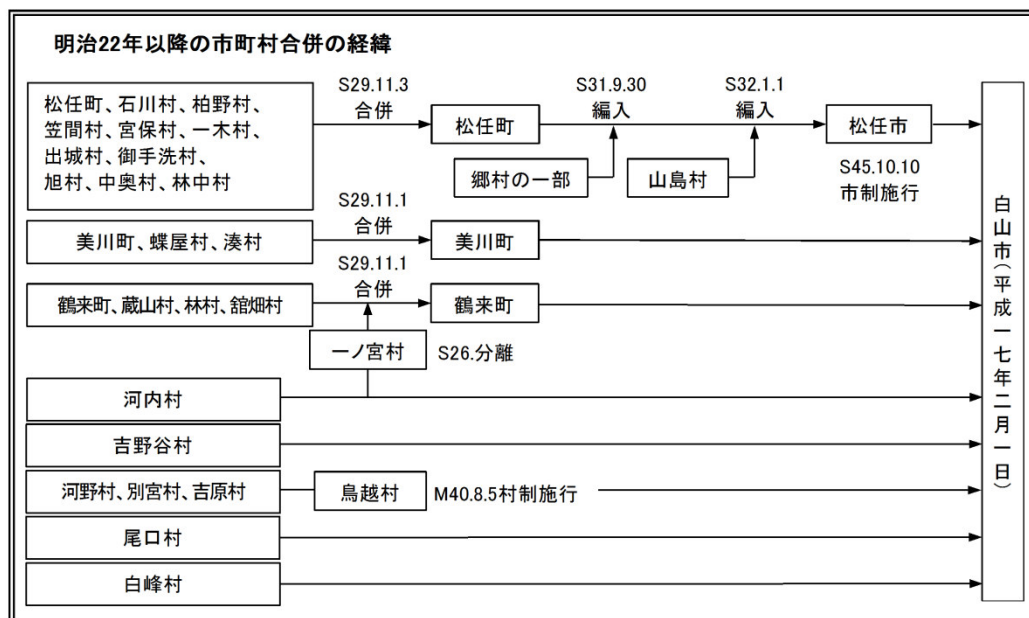 明治22年以降の市町村合併の経緯
松任町、石川村、柏野村、
笠間村、宮保村、一木村、
出城村、御手洗村、
旭村、中奥村、林中村
S29.11.3
合併
松任町
S31.9.30
編入
郷村の一部
S32.1.1
編入
山島村
松任市
S45.10.10
市制施行
美川町、蝶屋村、湊村
S29.11.1
合併
美川町
鶴来町、蔵山村、林村、舘畑村
S29.11.1
合併
鶴来町
一ノ宮村
S26.分離
河内村
吉野谷村
河野村、別宮村、吉原村
鳥越村
M40.8.5村制施行
尾口村
白峰村
白山市(平成一七年二月一日)